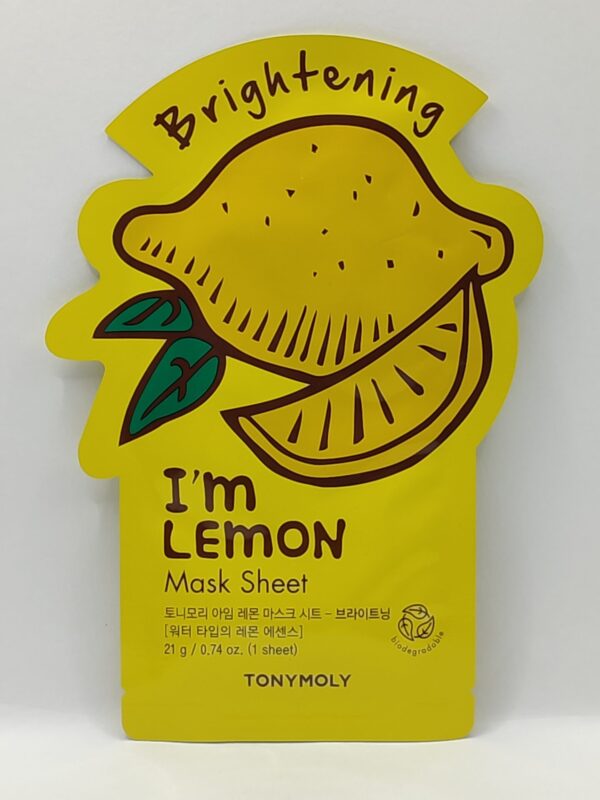 Brightening
I'm
LEMON
Mask Sheet
토니모리 아임 레몬 마스크 시트 - 브라이트닝
[워터 타입의 레몬 에센스]
21 g / 0.74 oz. (1 sheet)
biodegradable
TONYMOLY